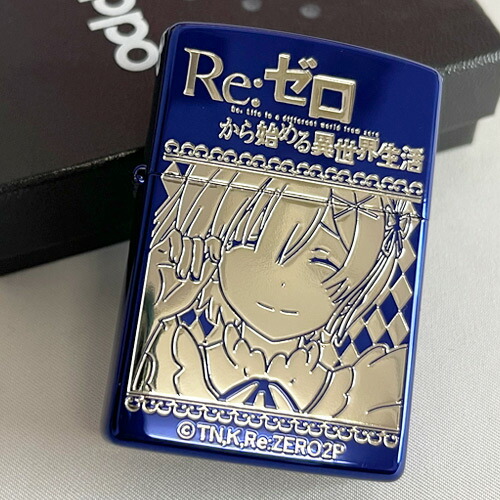 zippo
Re:ゼロ
Re: Life in a different world from zero
から始める異世界生活
©TN,K,Re:ZERO2P